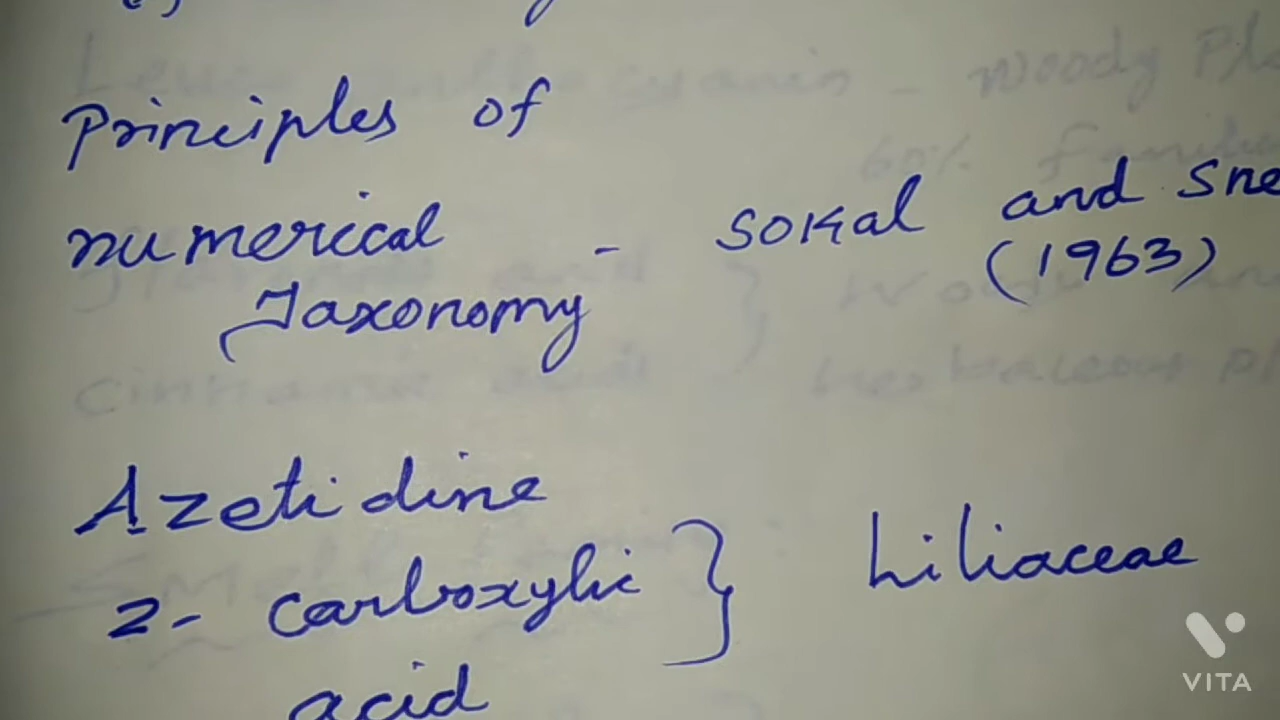 Principles of
numerical - Sokal and Sne
Taxonomy (1963)
Azetidine
2- Carboxylic } Liliaceae
acid
VITA